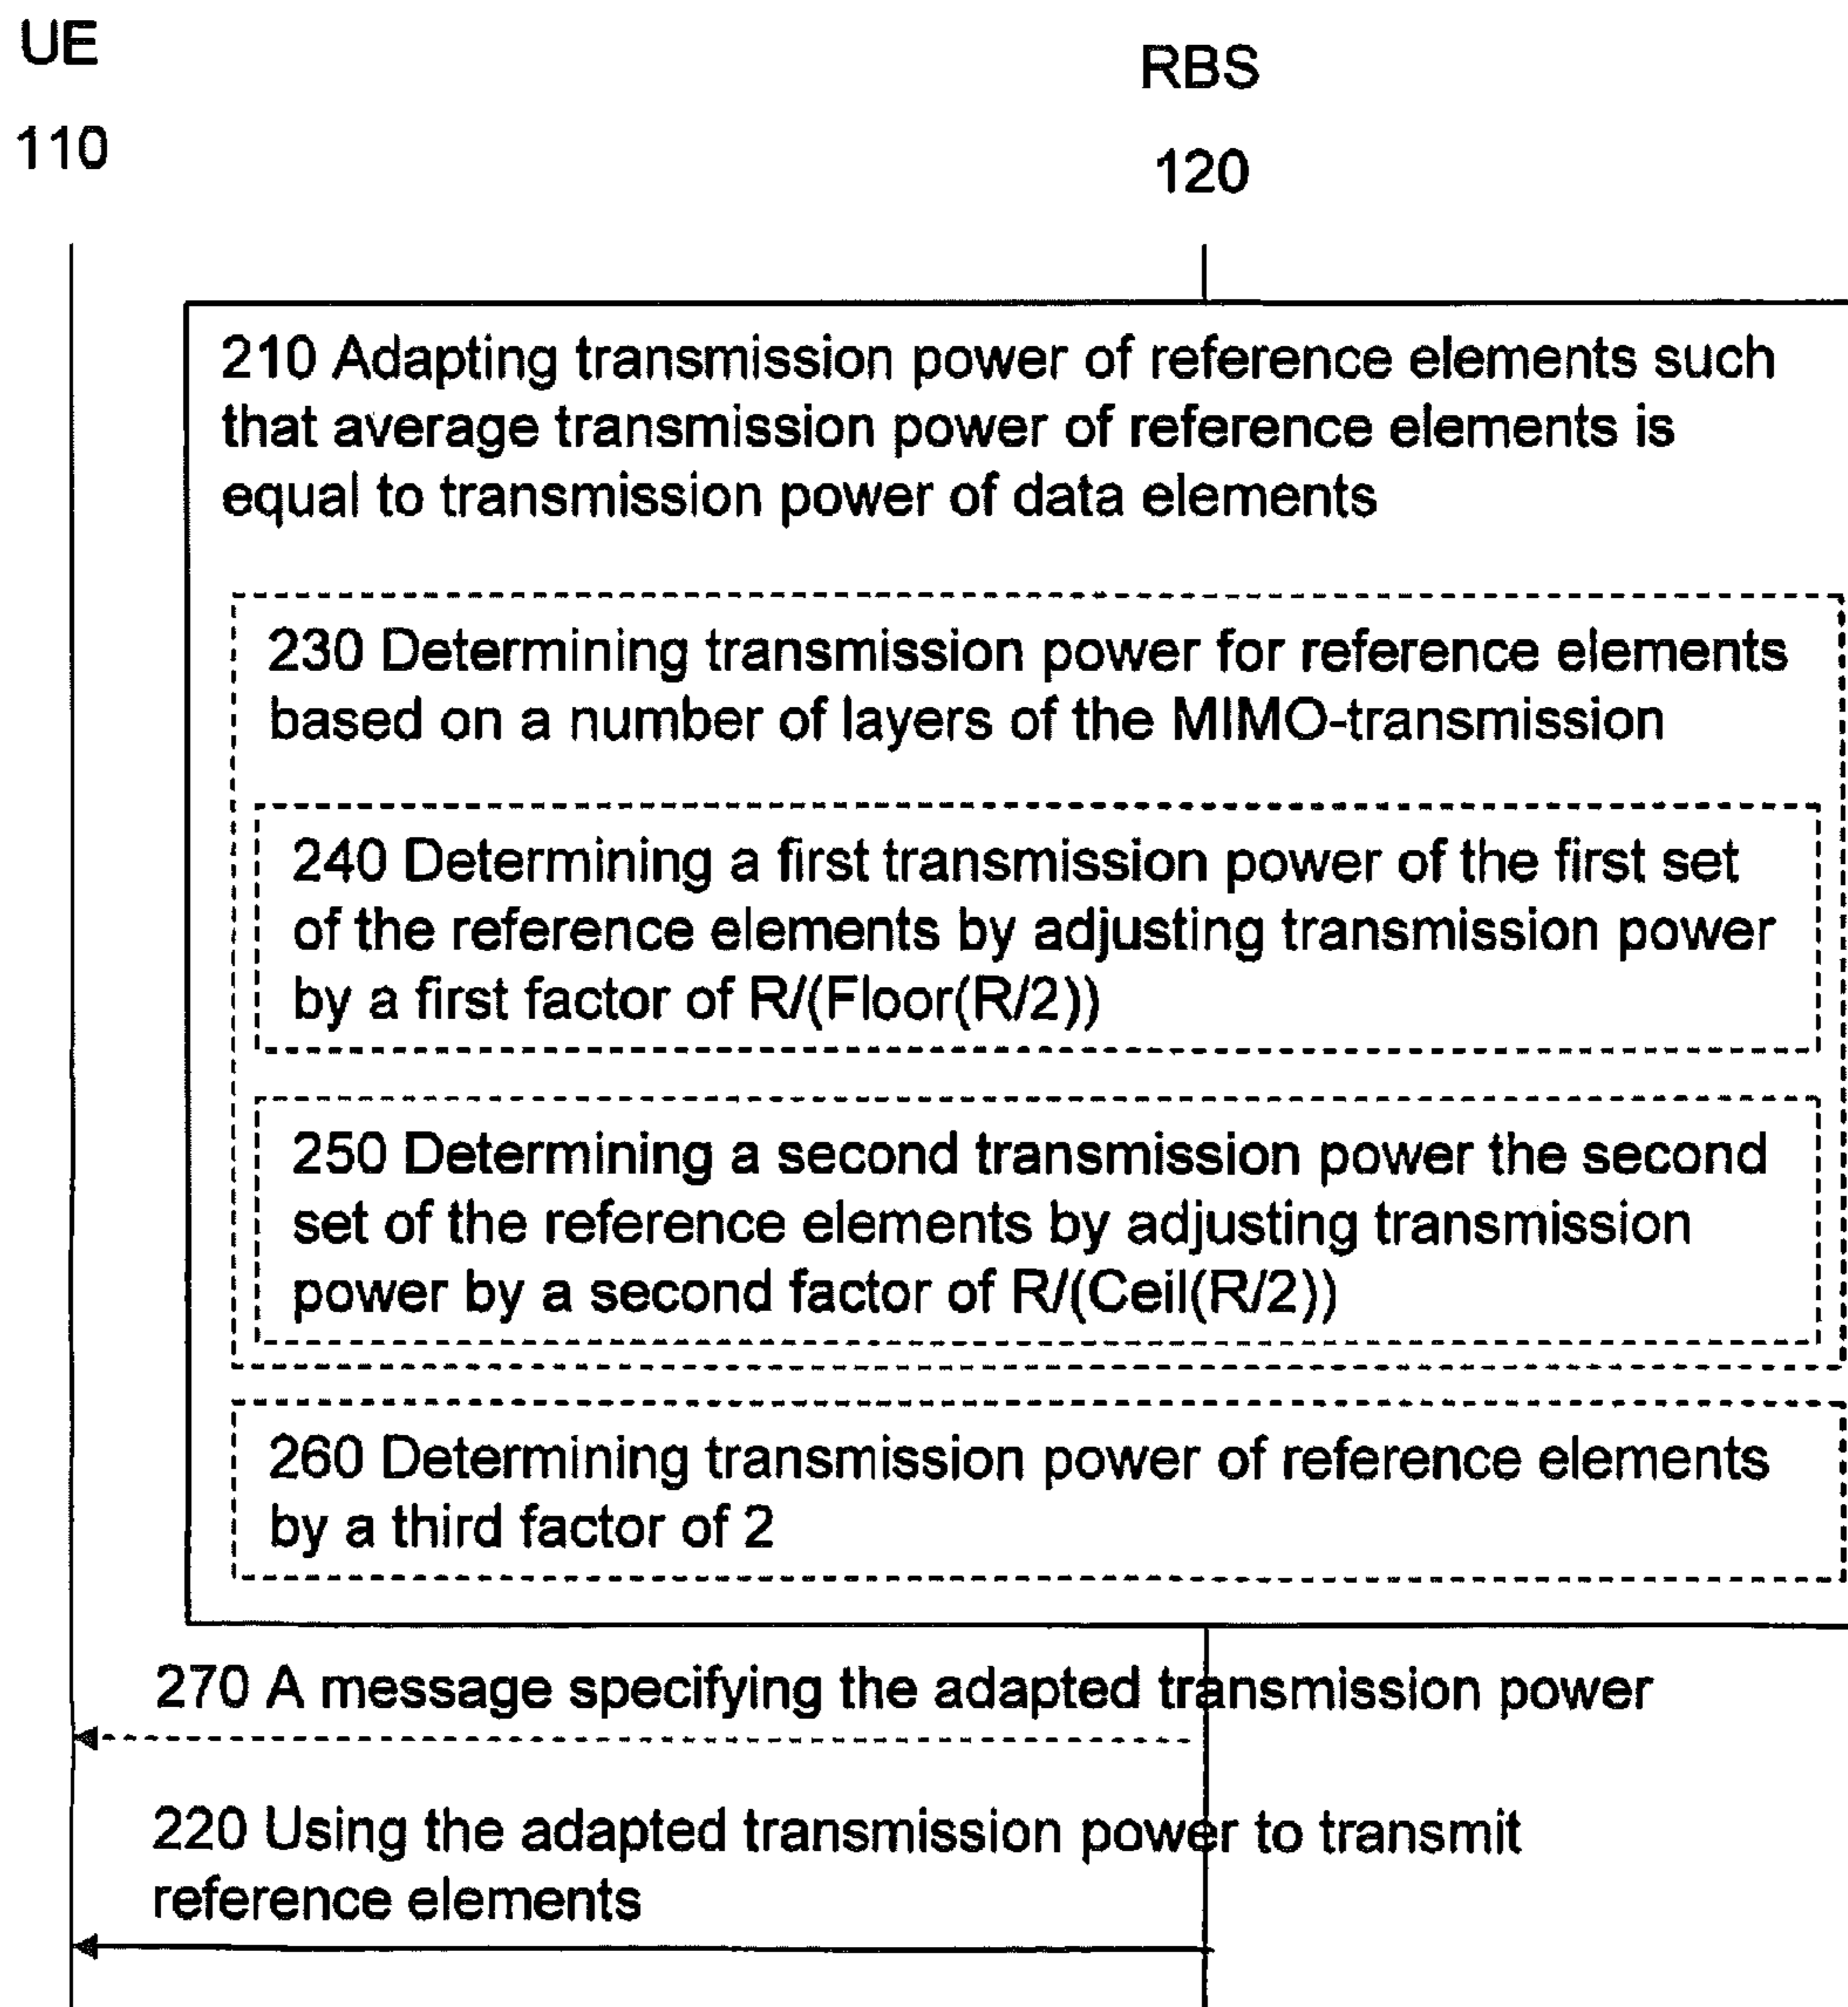 UE
110
RBS
120
210 Adapting transmission power of reference elements such
that average transmission power of reference elements is
equal to transmission power of data elements
230 Determining transmission power for reference elements
based on a number of layers of the MIMO-transmission
240 Determining a first transmission power of the first set
of the reference elements by adjusting transmission power
by a first factor of R/(Floor(R/2))
250 Determining a second transmission power the second
set of the reference elements by adjusting transmission
power by a second factor of R/(Ceil(R/2))
260 Determining transmission power of reference elements
by a third factor of 2
270 A message specifying the adapted transmission power
220 Using the adapted transmission power to transmit
reference elements